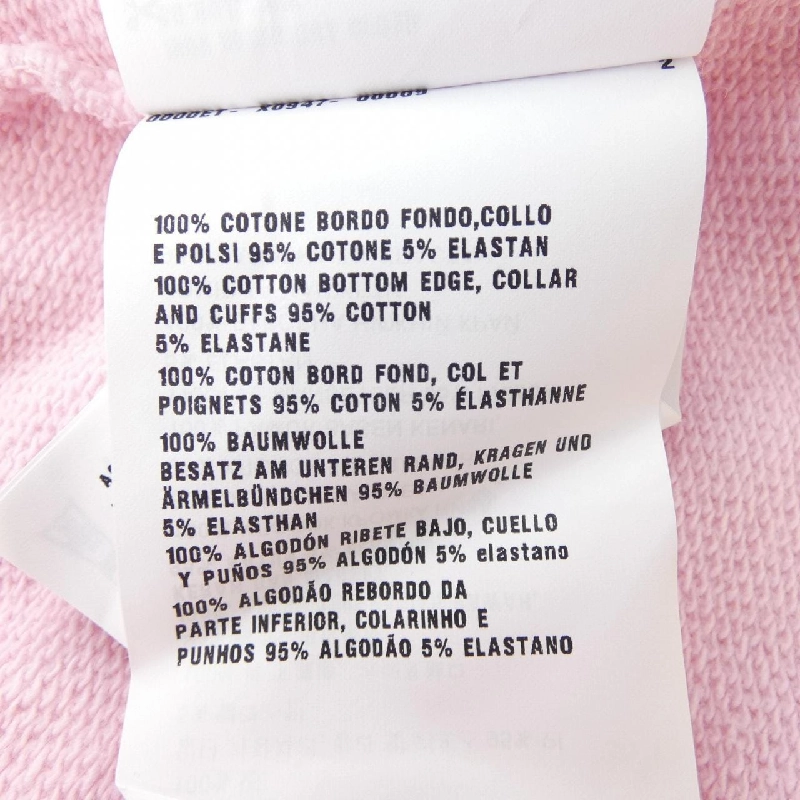 2
100% COTONE BORDO FONDO,COLLO
E POLSI 95% COTONE 5% ELASTAN
100% COTTON BOTTOM EDGE, COLLAR
AND CUFFS 95% COTTON
5% ELASTANE
100% COTON BORD FOND, COL ET
POIGNETS 95% COTON 5% ÉLASTHANNE
100% BAUMWOLLE
BESATZ AM UNTEREN RAND, KRAGEN UND
ÄRMELBÜNDCHEN 95% BAUMWOLLE
5% ELASTHAN
100% ALGODÓN RIBETE BAJO, CUELLO
Y PUÑOS 95% ALGODÓN 5% elastano
100% ALGODÃO REBORDO DA
PARTE INFERIOR, COLARINHO E
PUNHOS 95% ALGODÃO 5% ELASTANO